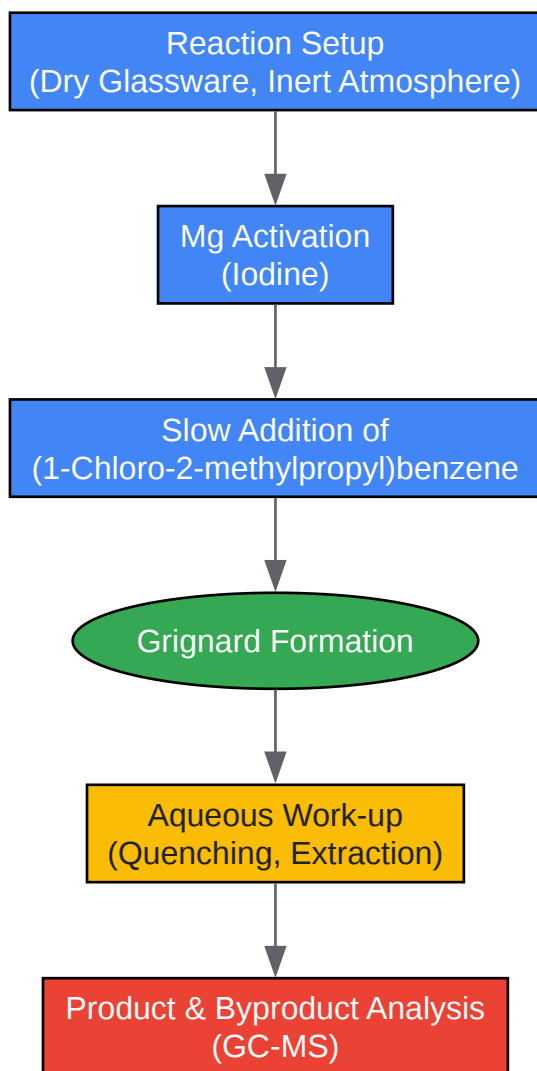 Reaction Setup
(Dry Glassware, Inert Atmosphere)
Mg Activation
(Iodine)
Slow Addition of
(1-Chloro-2-methylpropyl)benzene
Grignard Formation
Aqueous Work-up
(Quenching, Extraction)
Product & Byproduct Analysis
(GC-MS)